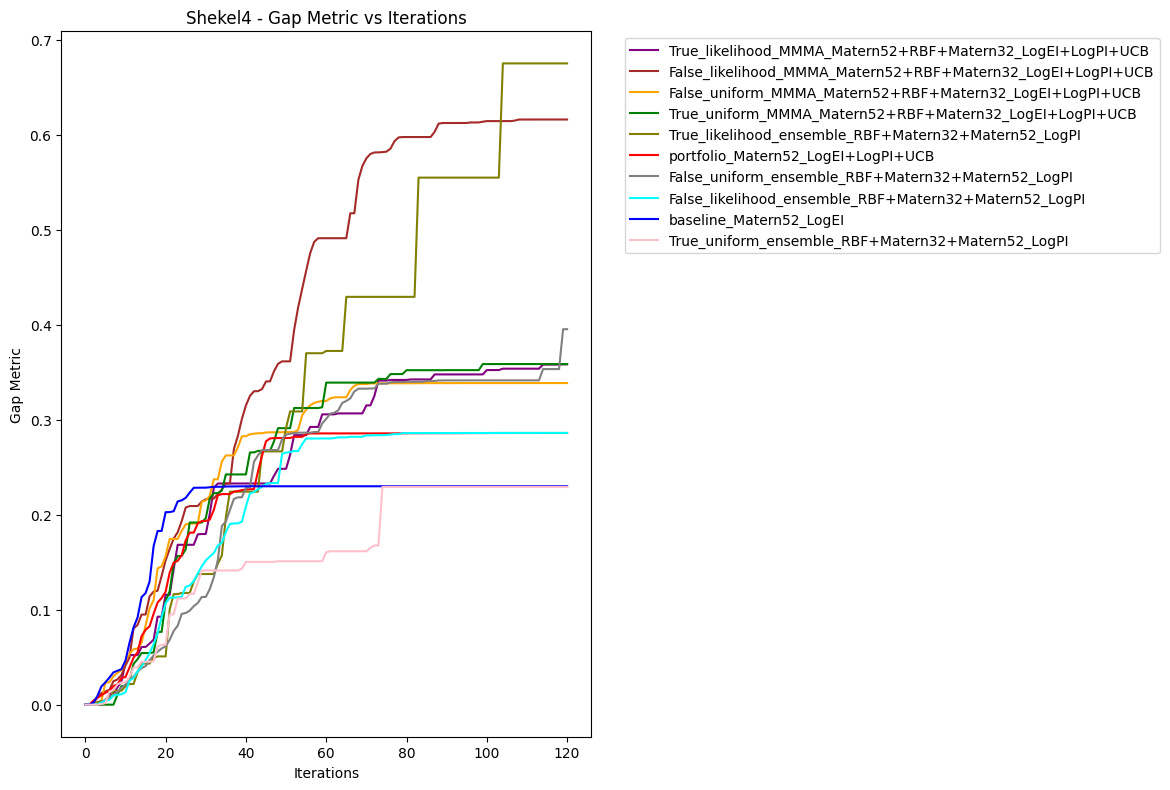 Shekel4 - Gap Metric vs Iterations
True_likelihood_MMMA_Matern52+RBF+Matern32_LogEI+LogPI+UCB
False_likelihood_MMMA_Matern52+RBF+Matern32_LogEI+LogPI+UCB
False_uniform_MMMA_Matern52+RBF+Matern32_LogEI+LogPI+UCB
True_uniform_MMMA_Matern52+RBF+Matern32_LogEI+LogPI+UCB
True_likelihood_ensemble_RBF+Matern32+Matern52_LogPI
portfolio_Matern52_LogEI+LogPI+UCB
False_uniform_ensemble_RBF+Matern32+Matern52_LogPI
False_likelihood_ensemble_RBF+Matern32+Matern52_LogPI
baseline_Matern52_LogEI
True_uniform_ensemble_RBF+Matern32+Matern52_LogPI
Gap Metric
0.7
0.6
0.5
0.4
0.3
0.2
0.1
0.0
0 20 40 60 80 100 120
Iterations